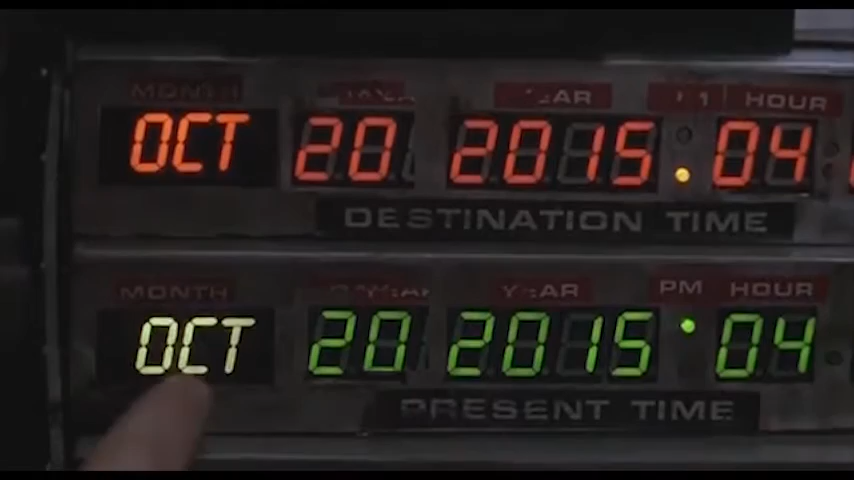 MONTH YEAR HOUR
OCT 20 2015 04
DESTINATION TIME
MONTH YEAR PM HOUR
OCT 20 2015 04
PRESENT TIME